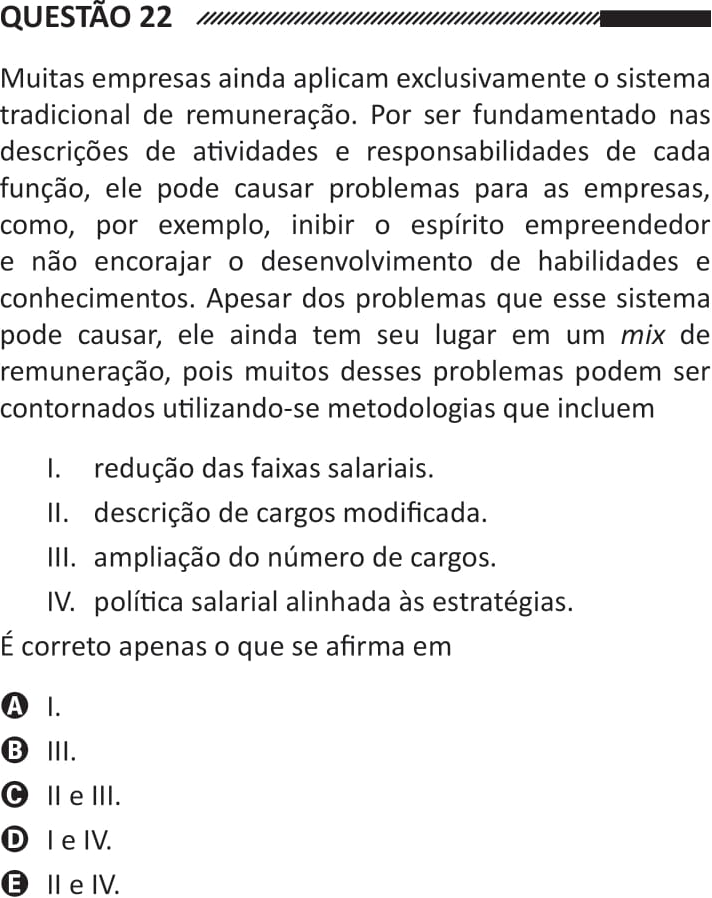 QUESTÃO 22
Muitas empresas ainda aplicam exclusivamente o sistema
tradicional de remuneração. Por ser fundamentado nas
descrições de atividades e responsabilidades de cada
função, ele pode causar problemas para as empresas,
como, por exemplo, inibir o espírito empreendedor
e não encorajar o desenvolvimento de habilidades e
conhecimentos. Apesar dos problemas que esse sistema
pode causar, ele ainda tem seu lugar em um mix de
remuneração, pois muitos desses problemas podem ser
contornados utilizando-se metodologias que incluem
I. redução das faixas salariais.
II. descrição de cargos modificada.
III. ampliação do número de cargos.
IV. política salarial alinhada às estratégias.
É correto apenas o que se afirma em
A I.
B III.
C II e III.
D I e IV.
E II e IV.